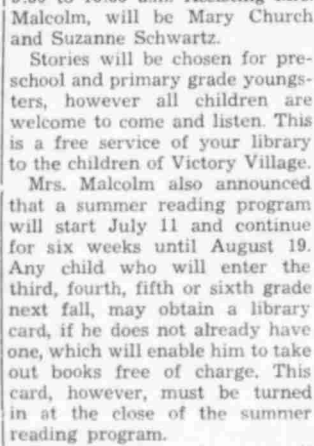 Malcolm, will be Mary Church
and Suzanne Schwartz.
Stories will be chosen for pre-
school and primary grade youngs-
ters, however all children are
welcome to come and listen. This
is a free service of your library
to the children of Victory Village.
Mrs. Malcolm also announced
that a summer reading program
will start July 11 and continue
for six weeks until August 19.
Any child who will enter the
third, fourth, fifth or sixth grade
next fall, may obtain a library
card, if he does not already have
one, which will enable him to take
out books free of charge. This
card, however, must be turned
in at the close of the summer
reading program.